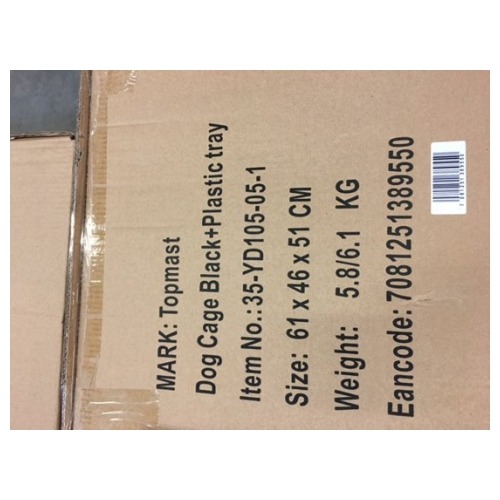 MARK: Topmast
Dog Cage Black+Plastic tray
Item No.:35-YD105-05-1
Size: 61 x 46 x 51 CM
Weight: 5.8/6.1 KG
Eancode: 7081251389550